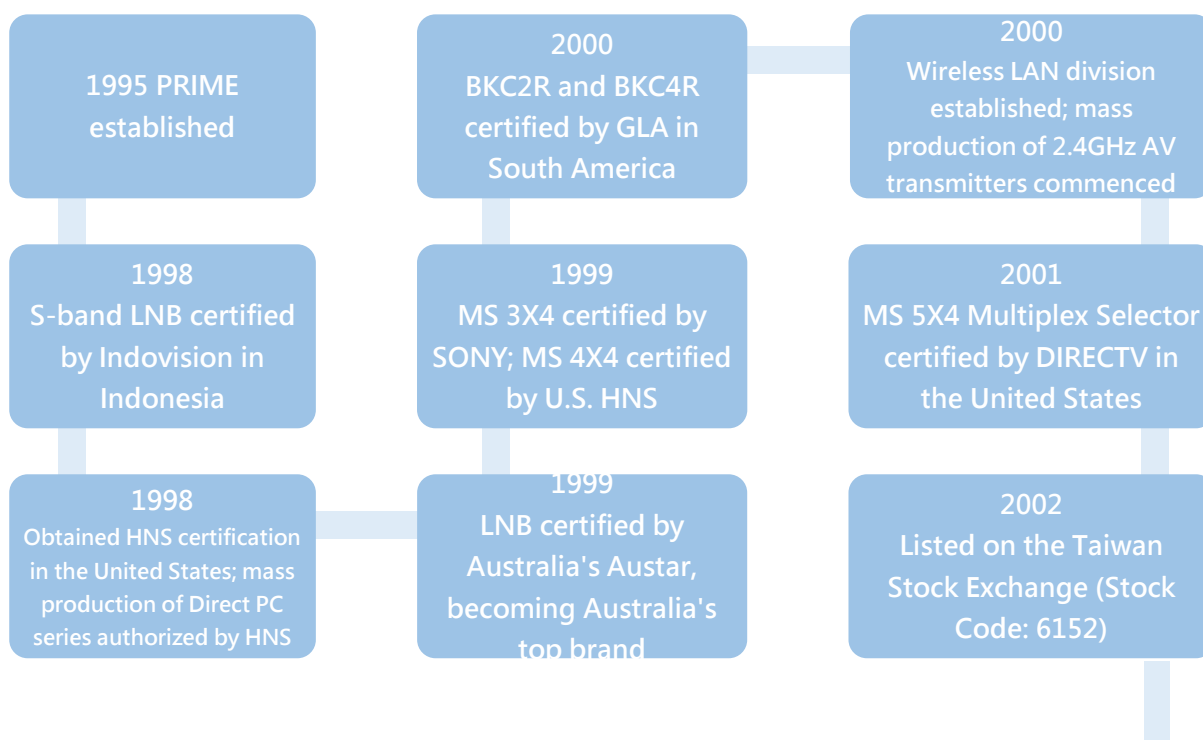 1995 PRIME
established
1998
S-band LNB certified
by Indovision in
Indonesia
1998
Obtained HNS certification
in the United States; mass
production of Direct PC
series authorized by HNS
1999
LNB certified by
Australia's Austar,
becoming Australia's
top brand
1999
MS 3X4 certified by
SONY; MS 4X4 certified
by U.S. HNS
2000
BKC2R and BKC4R
certified by GLA in
South America
2000
Wireless LAN division
established; mass
production of 2.4GHz AV
transmitters commenced
2001
MS 5X4 Multiplex Selector
certified by DIRECTV in
the United States
2002
Listed on the Taiwan
Stock Exchange (Stock
Code: 6152)